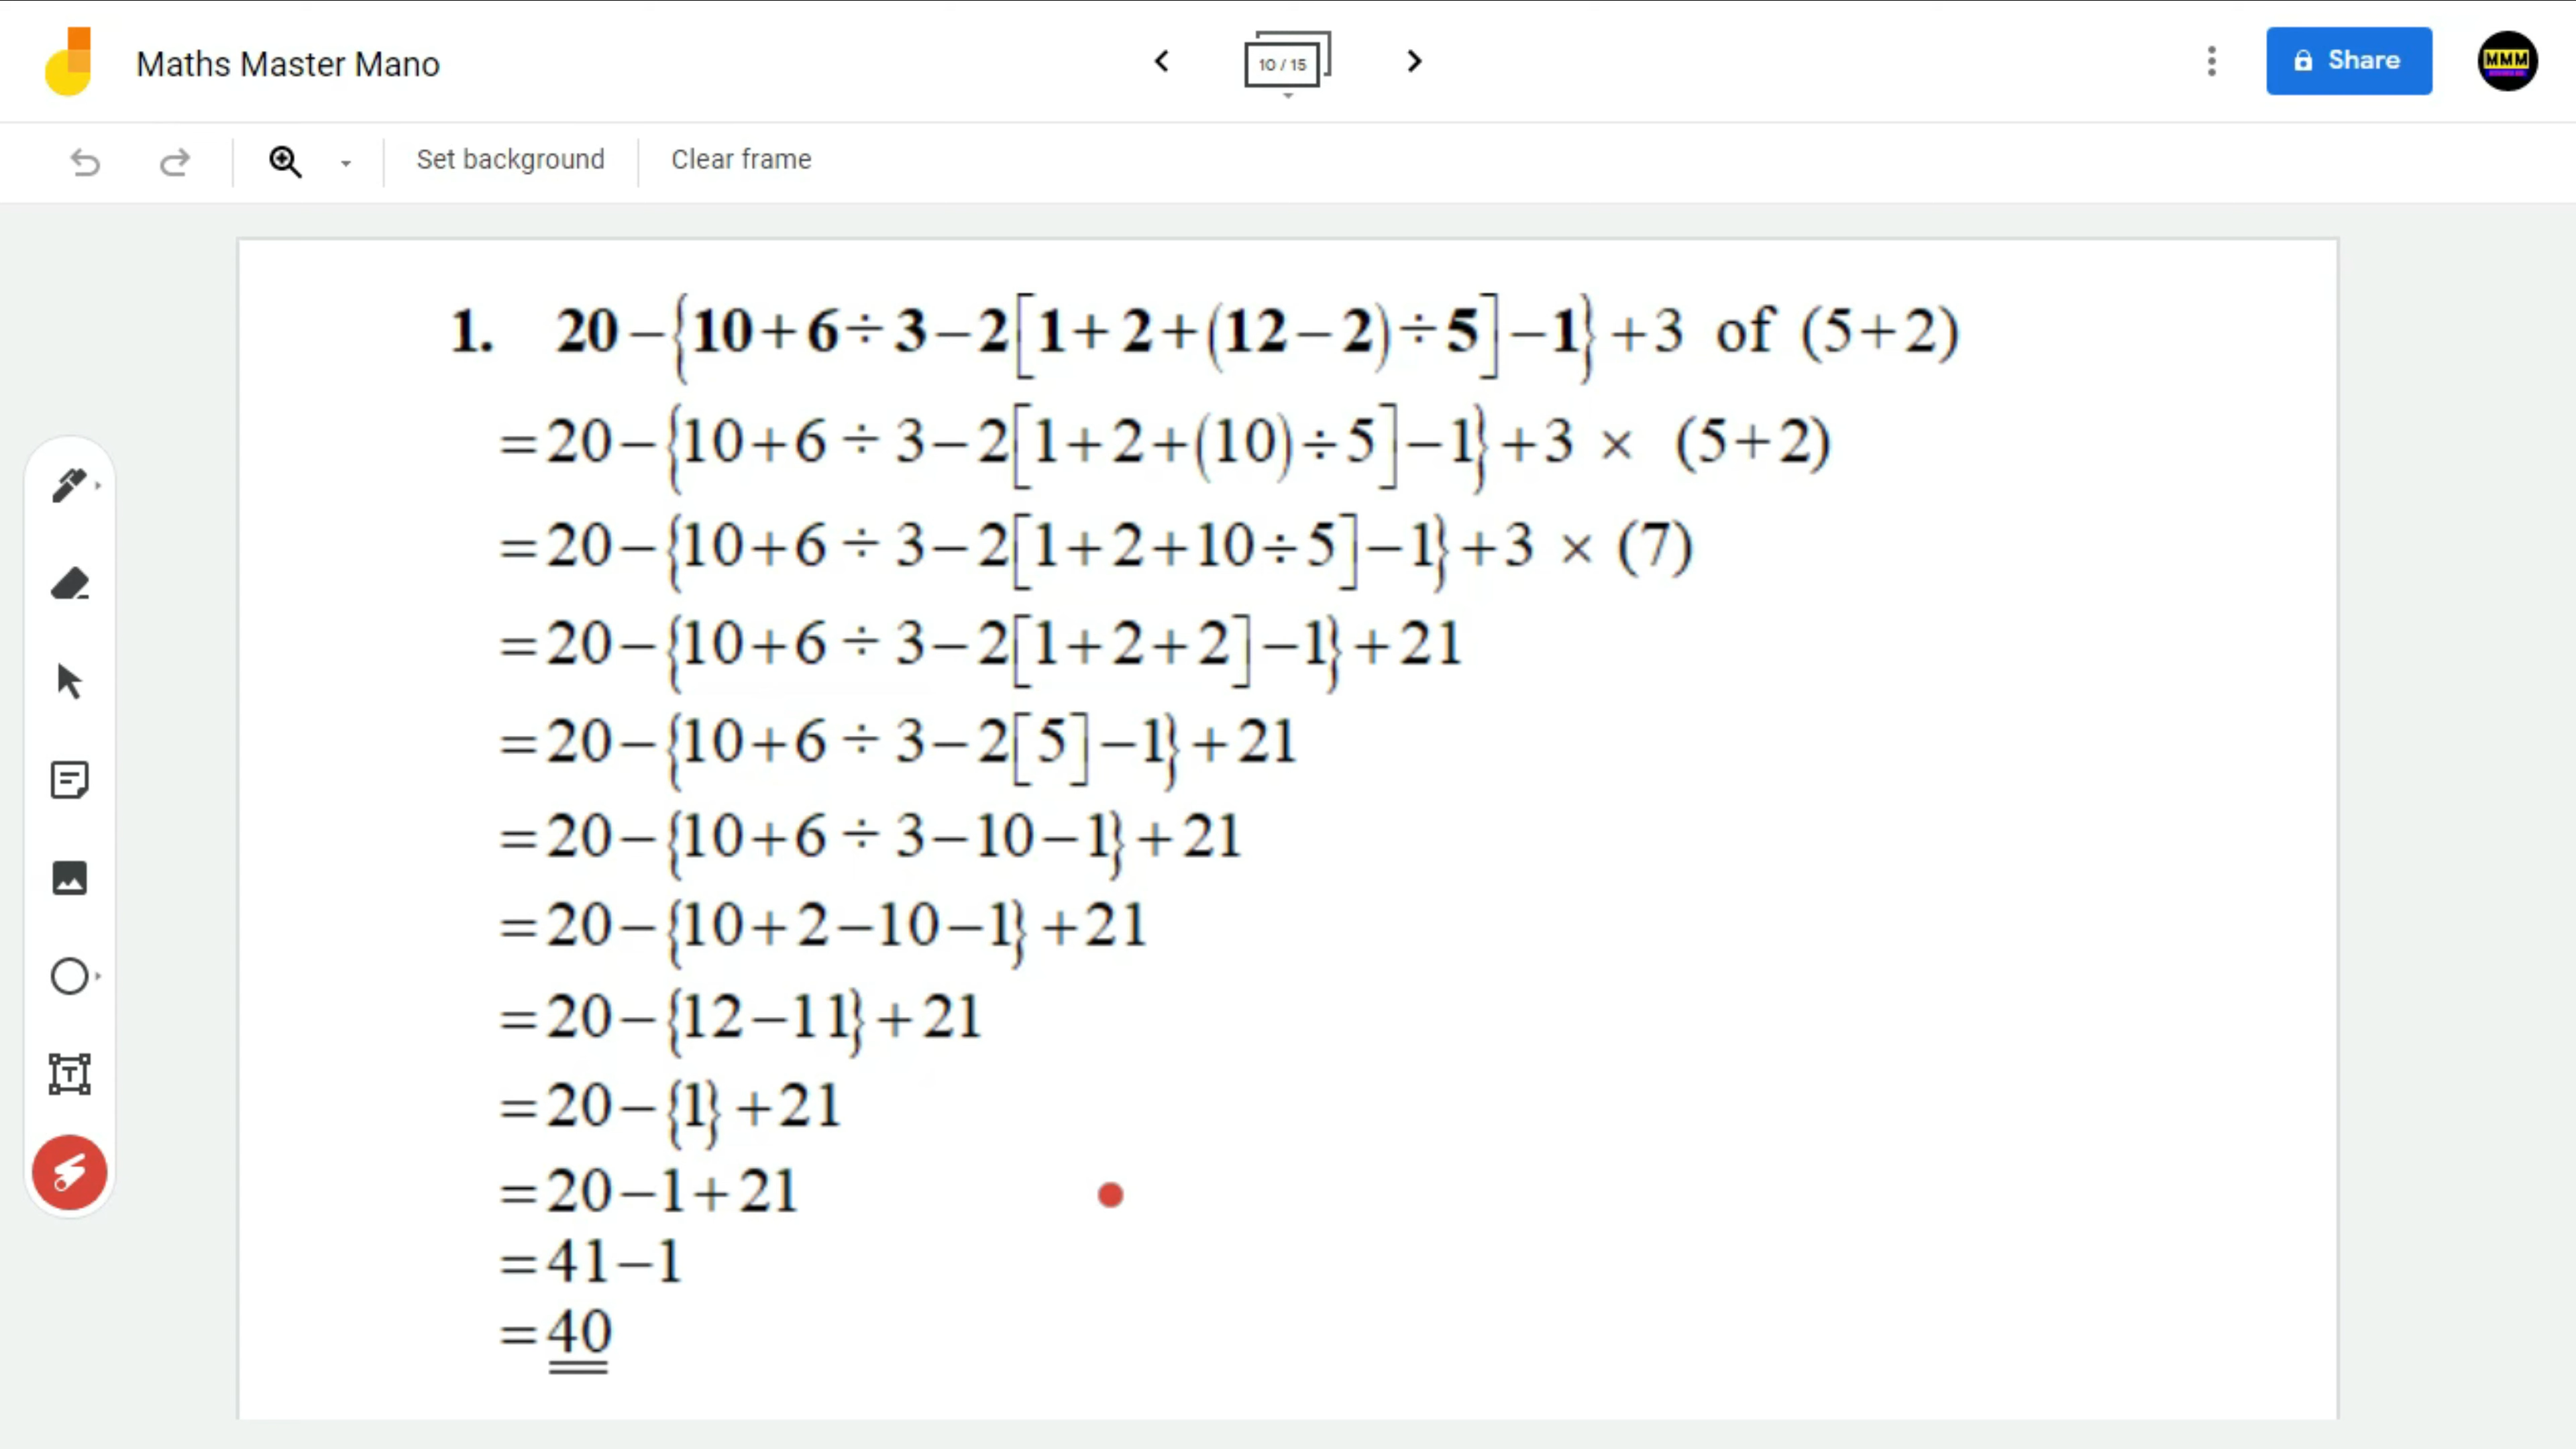 Maths Master Mano
10 / 15
Share
MMM
Set background
Clear frame
1. 20−{10+6÷3−2[1+2+(12−2)÷5]−1}+3 of (5+2)
=20−{10+6÷3−2[1+2+(10)÷5]−1}+3 × (5+2)
=20−{10+6÷3−2[1+2+10÷5]−1}+3 × (7)
=20−{10+6÷3−2[1+2+2]−1}+21
=20−{10+6÷3−2[5]−1}+21
=20−{10+6÷3−10−1}+21
=20−{10+2−10−1}+21
=20−{12−11}+21
=20−{1}+21
=20−1+21
=41−1
=40